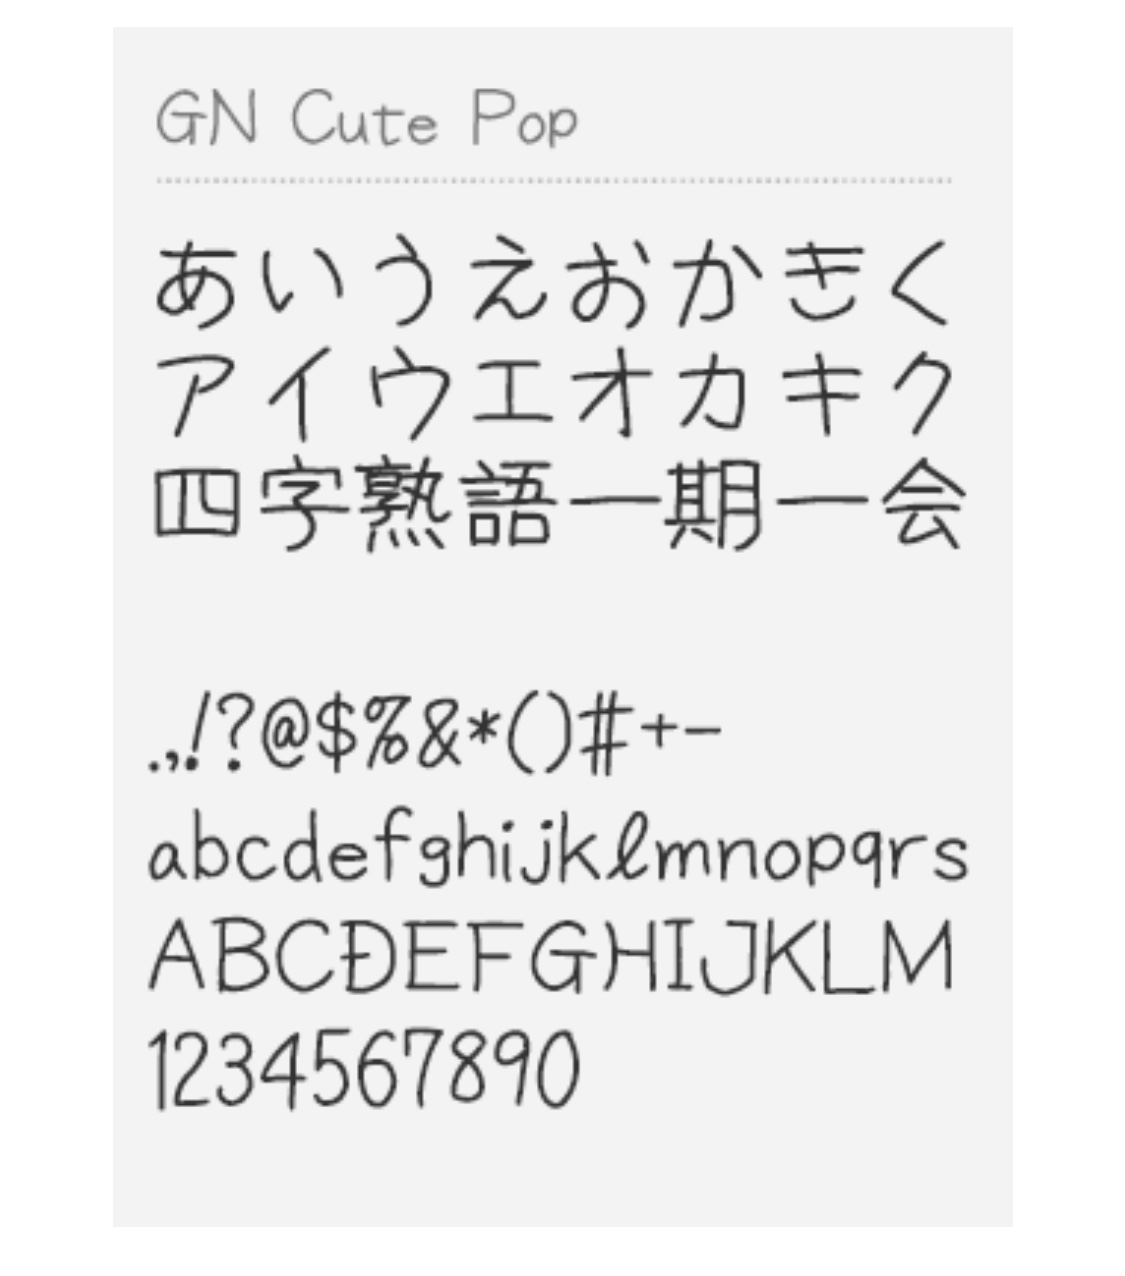 GN Cute Pop
あいうえおかきく
アイウエオカキク
四字熟語一期一会
.,!?@$%&*()#+-
abcdefghijklmnopqrs
ABCDEFGHIJKLM
1234567890